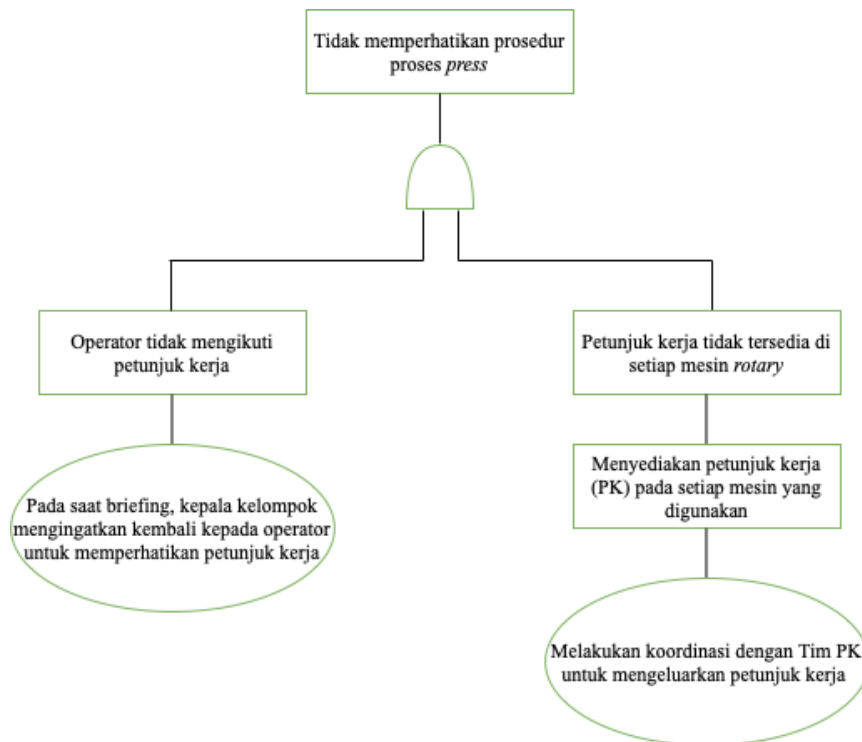 Tidak memperhatikan prosedur
proses press
Operator tidak mengikuti
petunjuk kerja
Petunjuk kerja tidak tersedia di
setiap mesin rotary
Pada saat briefing, kepala kelompok
mengingatkan kembali kepada operator
untuk memperhatikan petunjuk kerja
Menyediakan petunjuk kerja
(PK) pada setiap mesin yang
digunakan
Melakukan koordinasi dengan Tim PK
untuk mengeluarkan petunjuk kerja